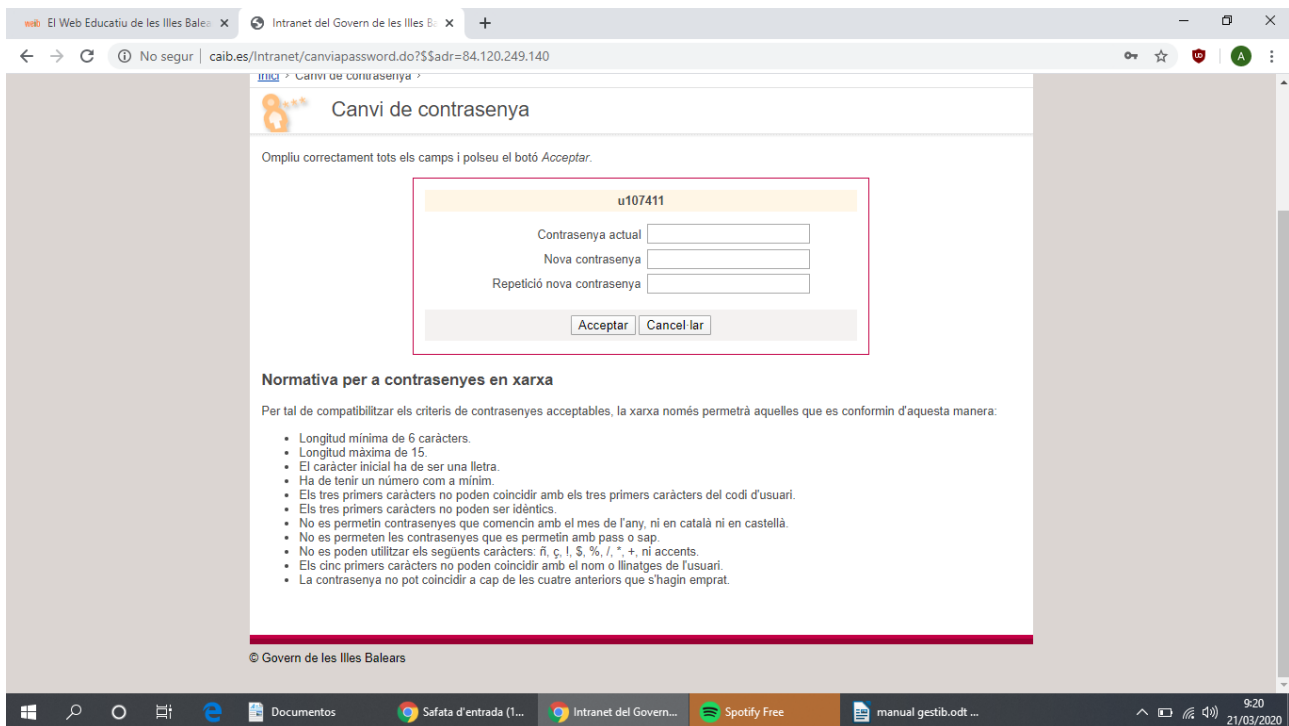 web El Web Educatiu de les Illes Balea
Intranet del Govern de les Illes Ba
No segur | caib.es/Intranet/canviapassword.do?$$adr=84.120.249.140
A
Inici > Canvi de contrasenya >
Canvi de contrasenya
Ompliu correctament tots els camps i polseu el botó Acceptar.
u107411
Contrasenya actual
Nova contrasenya
Repetició nova contrasenya
Acceptar Cancel·lar
Normativa per a contrasenyes en xarxa
Per tal de compatibilitzar els criteris de contrasenyes acceptables, la xarxa només permetrà aquelles que es conformin d'aquesta manera:
• Longitud mínima de 6 caràcters.
• Longitud màxima de 15.
• El caràcter inicial ha de ser una lletra.
• Ha de tenir un número com a mínim.
• Els tres primers caràcters no poden coincidir amb els tres primers caràcters del codi d'usuari.
• Els tres primers caràcters no poden ser idèntics.
• No es permetin contrasenyes que comencin amb el mes de l'any, ni en català ni en castellà.
• No es permeten les contrasenyes que es permetin amb pass o sap.
• No es poden utilitzar els següents caràcters: ñ, ç, !, $, %, /, *, +, ni accents.
• Els cinc primers caràcters no poden coincidir amb el nom o llinatges de l'usuari.
• La contrasenya no pot coincidir a cap de les cuatre anteriors que s'hagin emprat.
© Govern de les Illes Balears
Documentos
Safata d'entrada (1...
Intranet del Govern...
Spotify Free
manual gestib.odt ...
9:20
21/03/2020